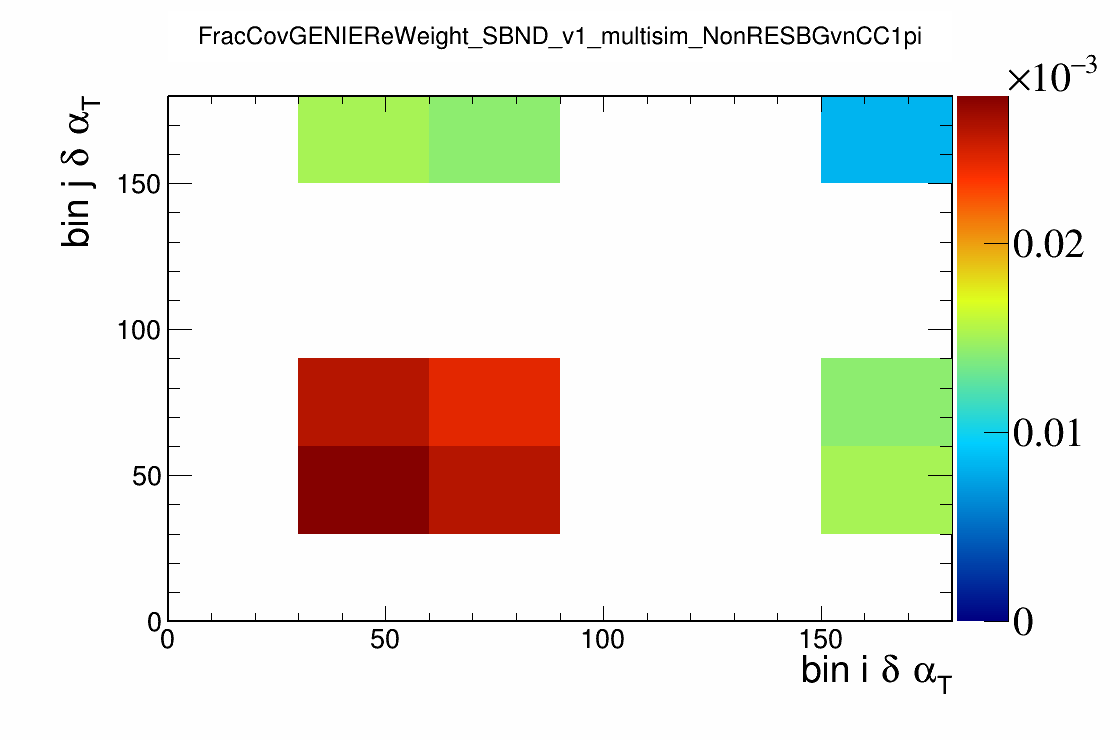 FracCovGENIEReWeight_SBND_v1_multisim_NonRESBGvnCC1pi
×10⁻³
bin j δ α_T
150
100
50
0
0.02
0.01
0
0 50 100 150
bin i δ α_T